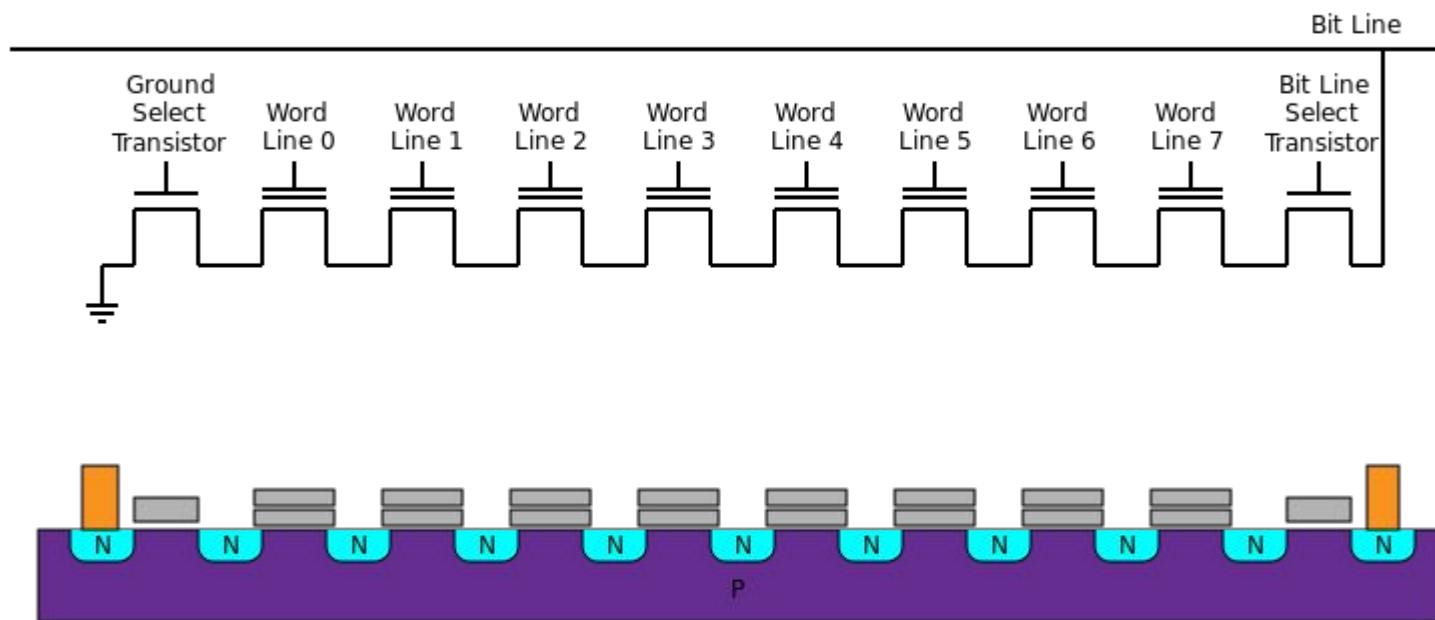 Bit Line
Ground
Select
Transistor
Word
Line 0
Word
Line 1
Word
Line 2
Word
Line 3
Word
Line 4
Word
Line 5
Word
Line 6
Word
Line 7
Bit Line
Select
Transistor
N
N
N
N
N
N
N
N
N
N
N
P